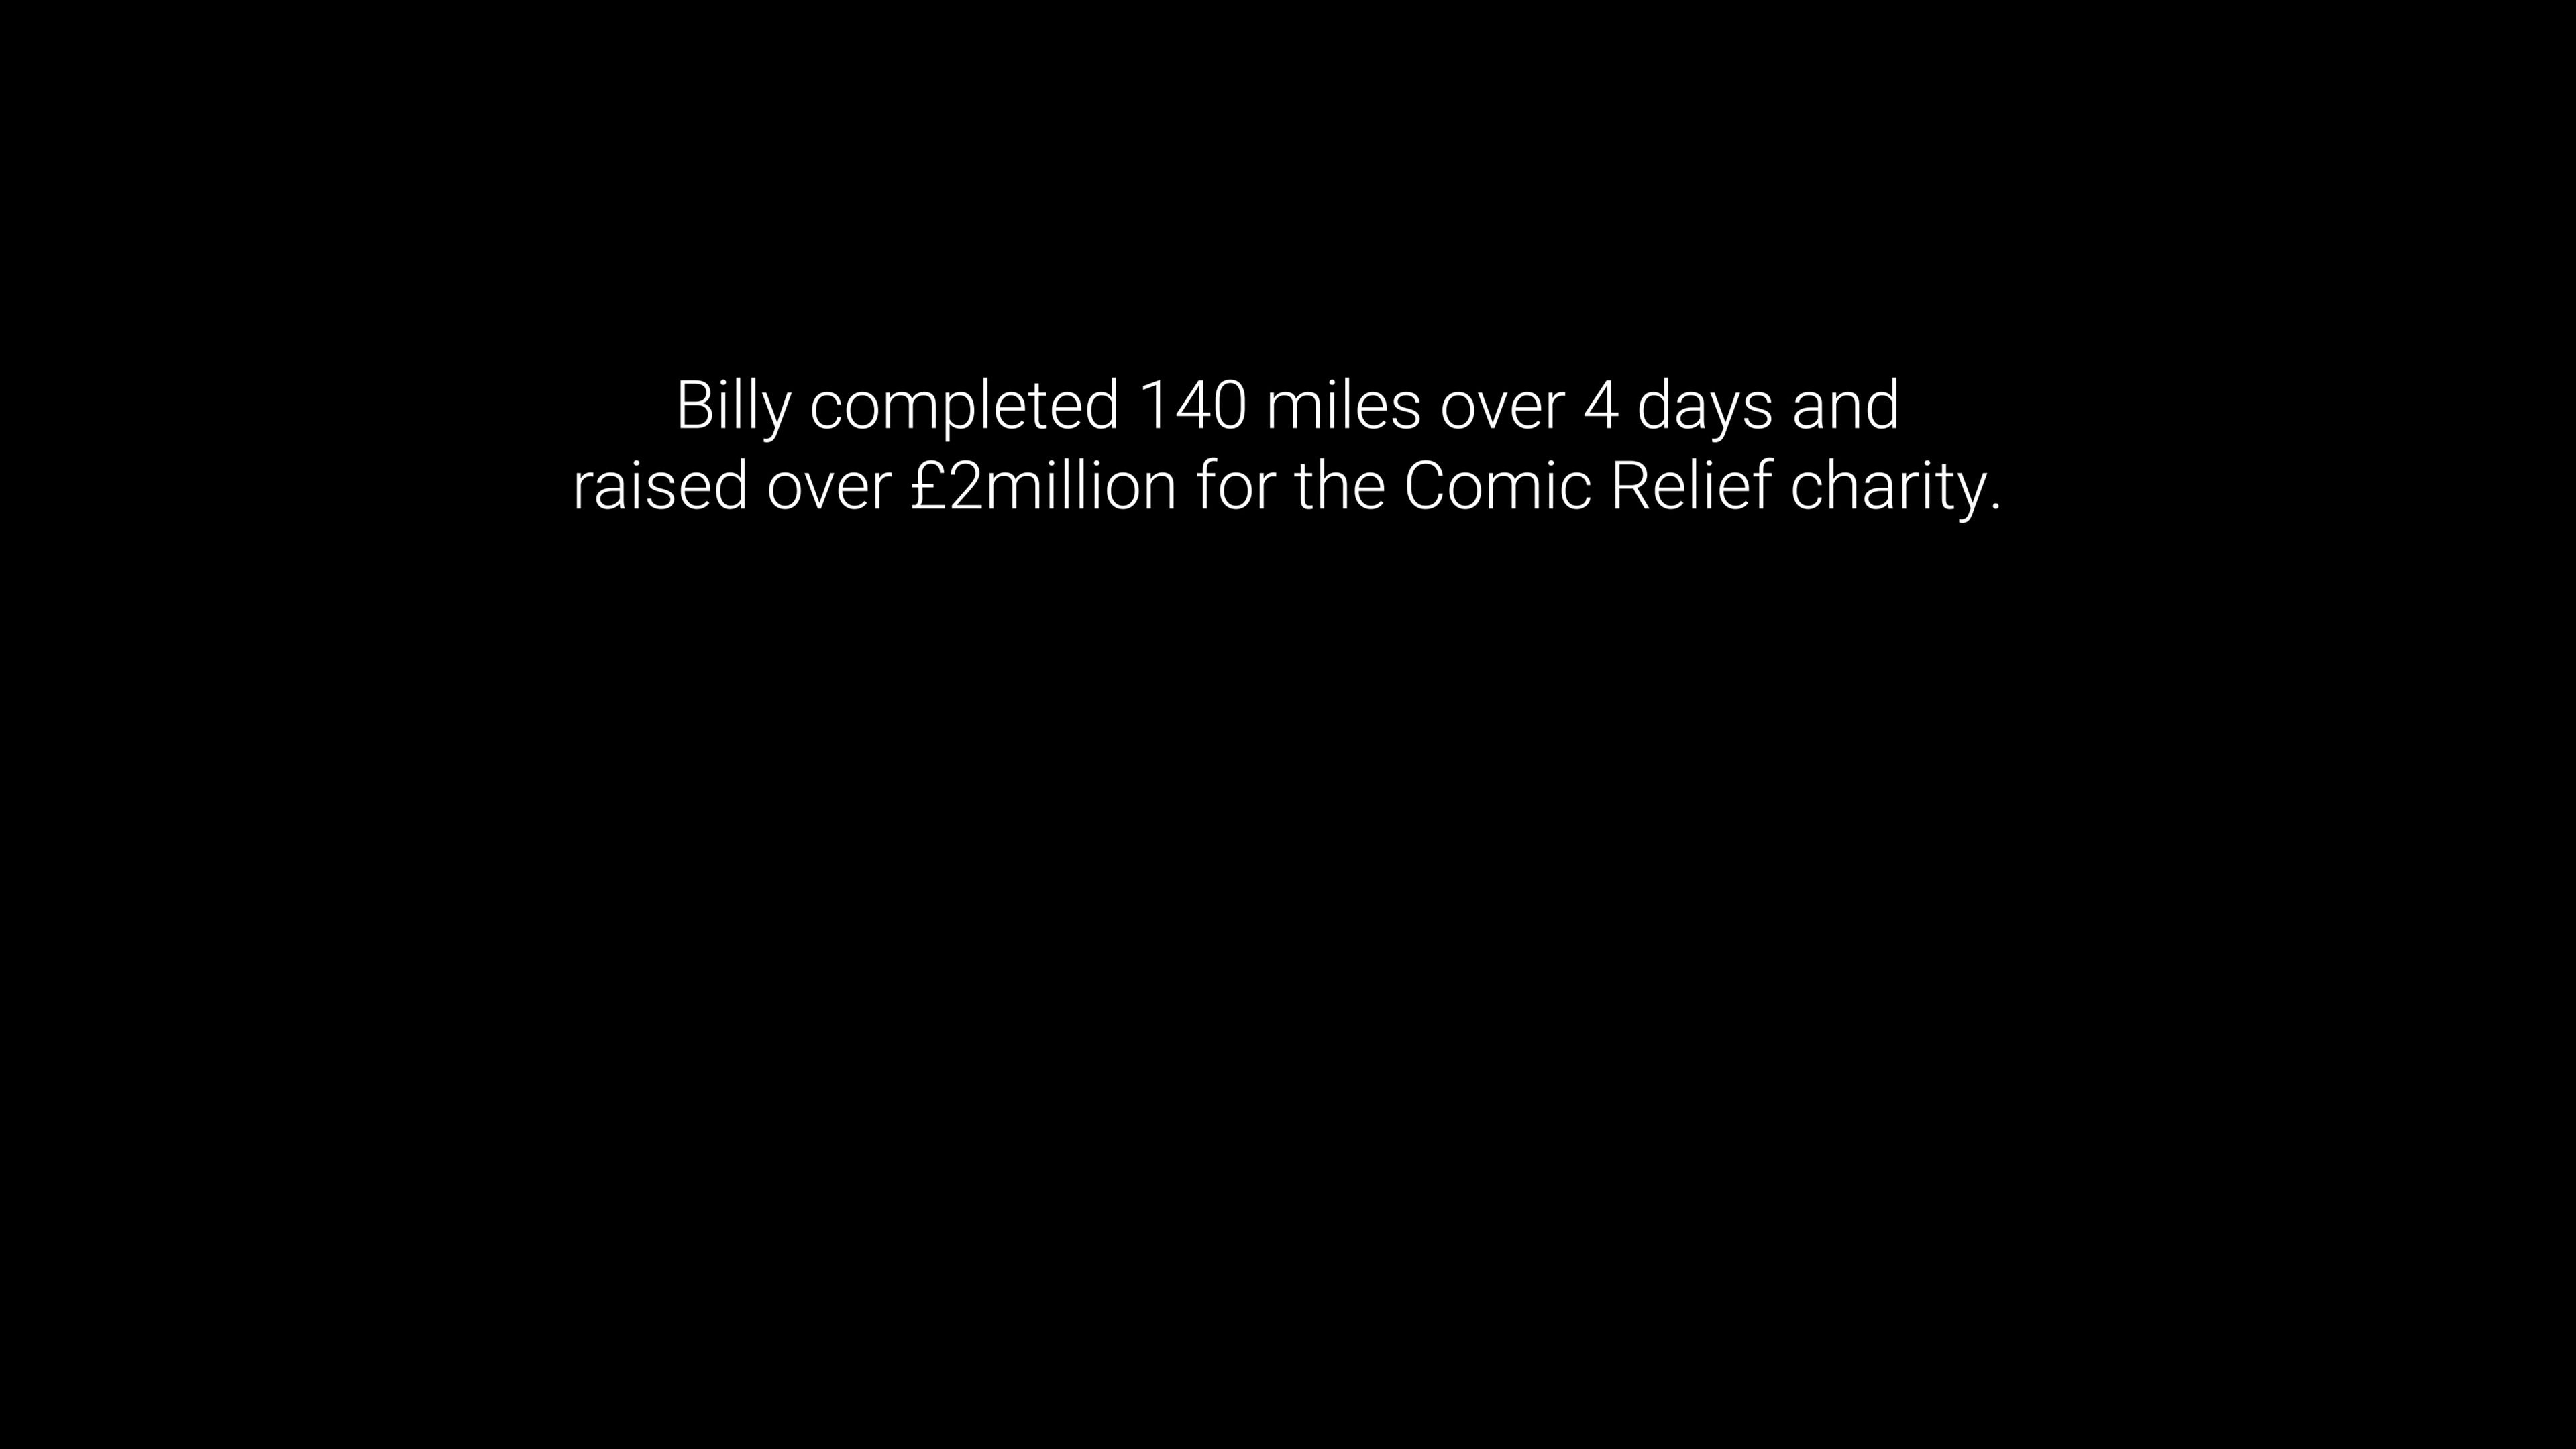 Billy completed 140 miles over 4 days and
raised over £2million for the Comic Relief charity.